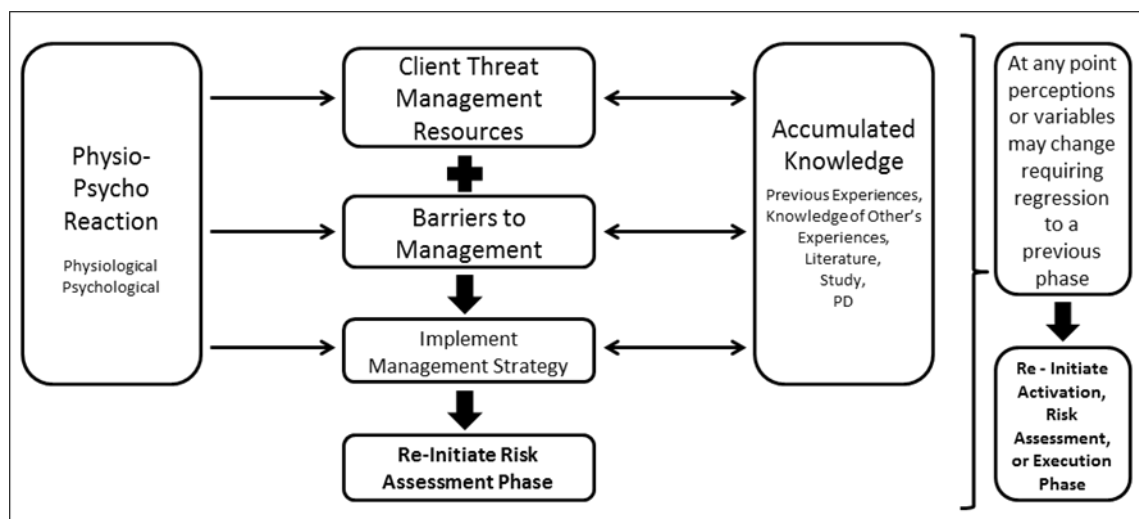 Physio-
Psycho
Reaction
Physiological
Psychological
Client Threat
Management
Resources
Barriers to
Management
Implement
Management Strategy
Re-Initiate Risk
Assessment Phase
Accumulated
Knowledge
Previous Experiences,
Knowledge of Other's
Experiences,
Literature,
Study,
PD
At any point
perceptions
or variables
may change
requiring
regression
to a
previous
phase
Re - Initiate
Activation,
Risk
Assessment,
or Execution
Phase